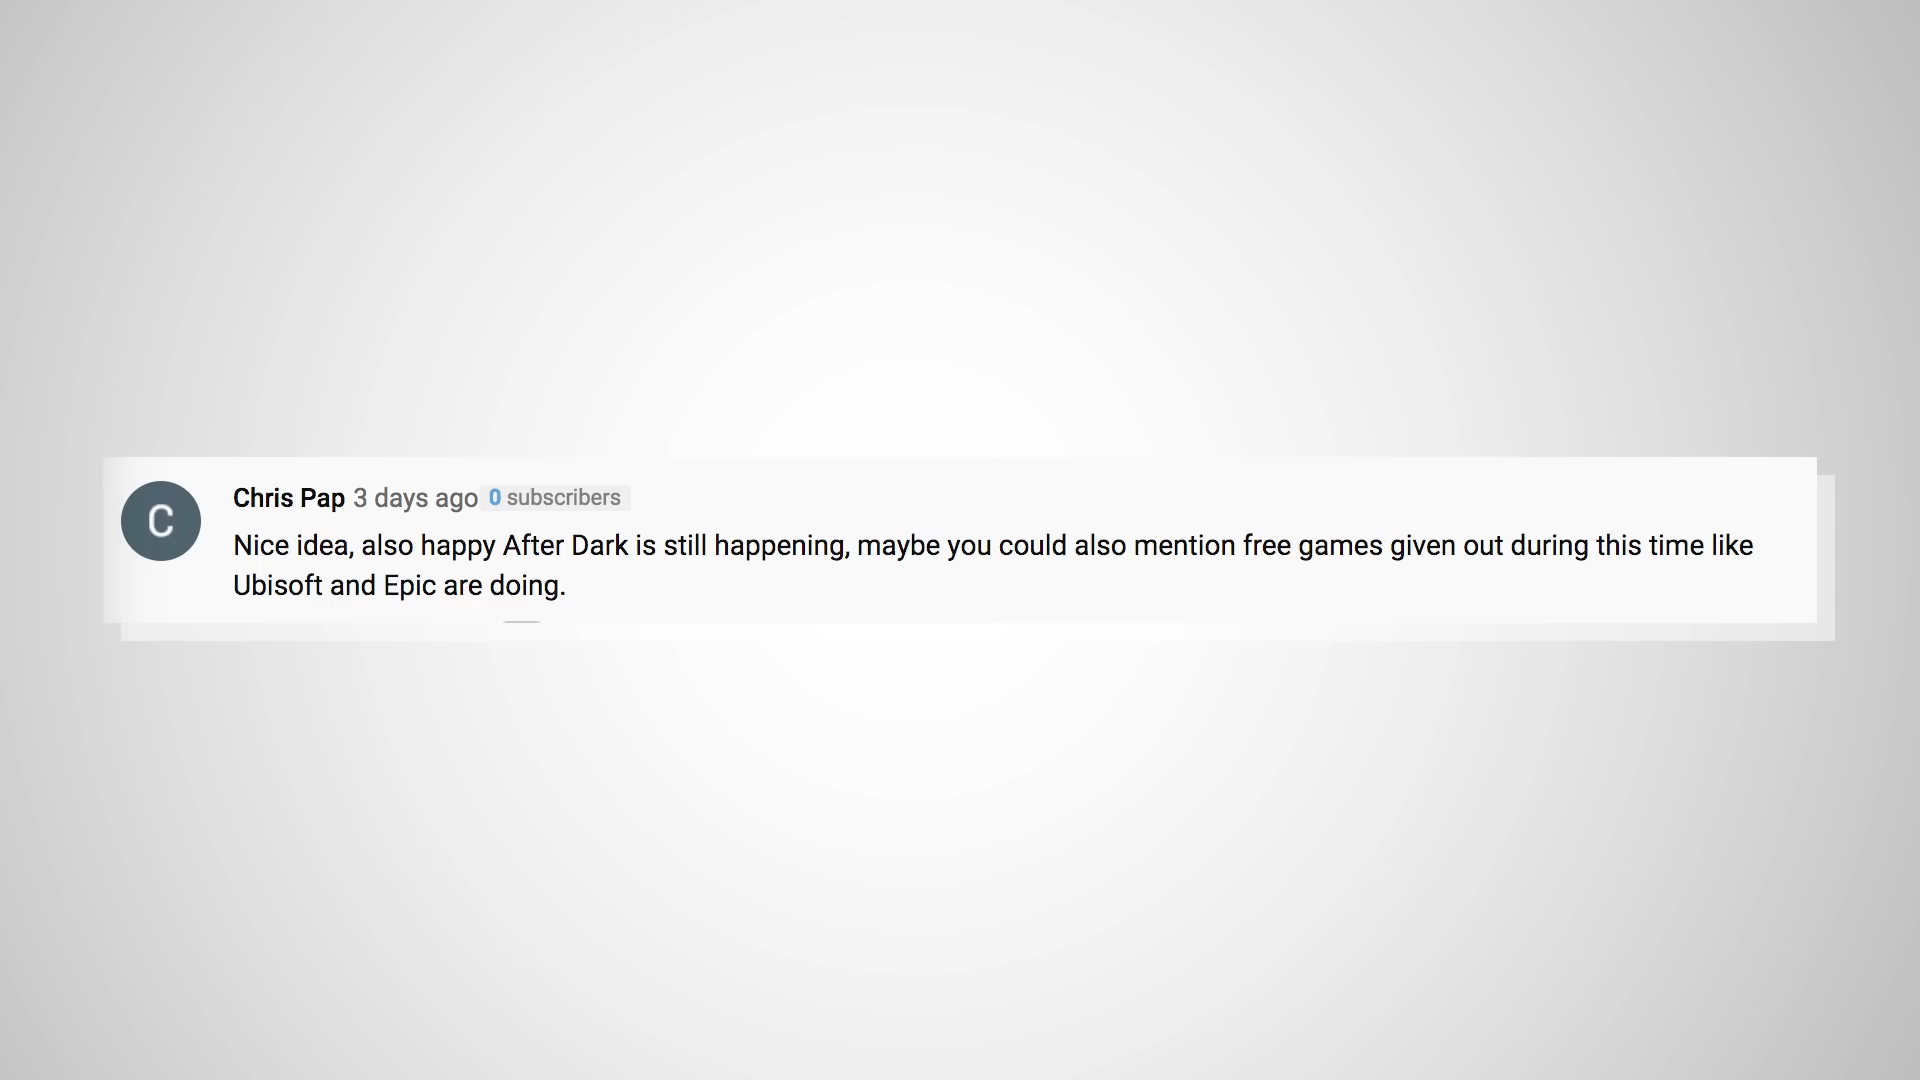 C
Chris Pap 3 days ago 0 subscribers
Nice idea, also happy After Dark is still happening, maybe you could also mention free games given out during this time like
Ubisoft and Epic are doing.